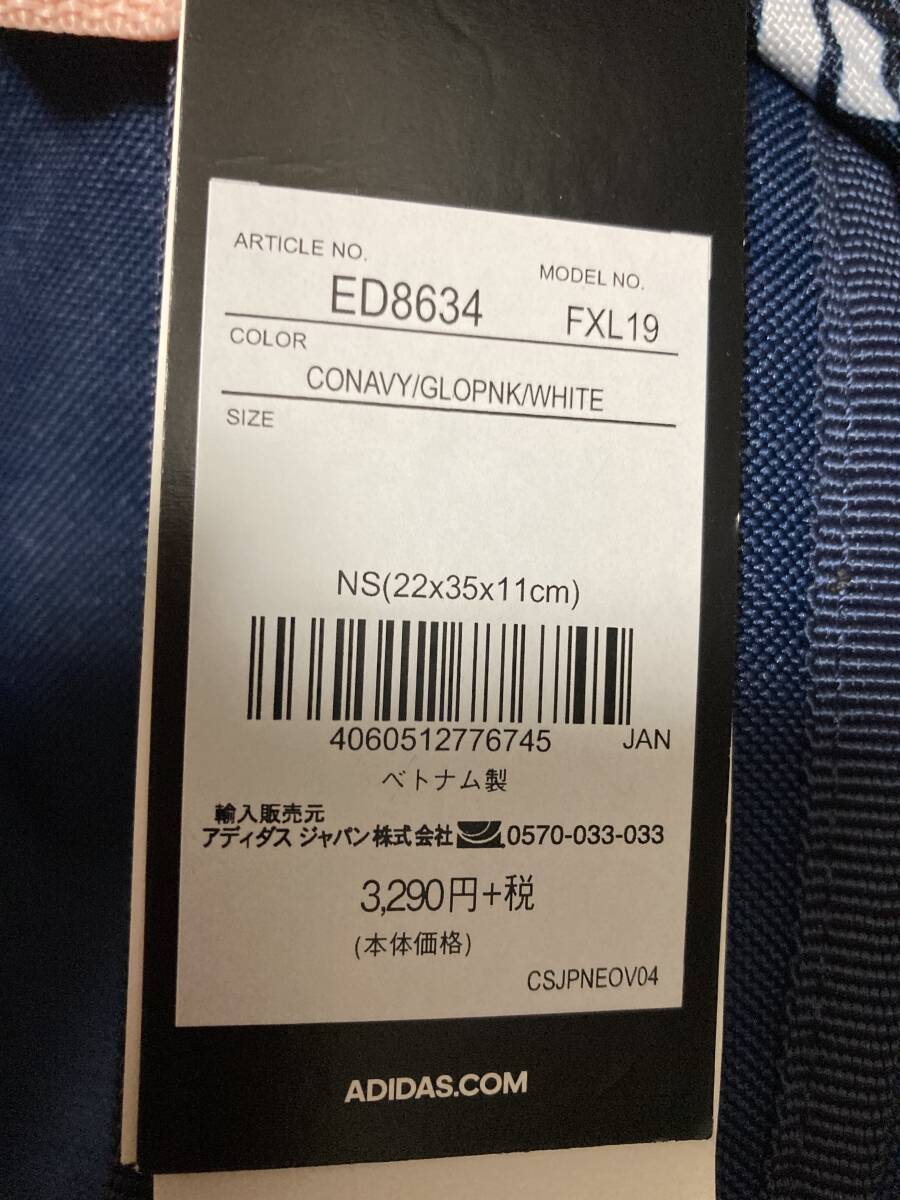 ARTICLE NO.
MODEL NO.
ED8634
FXL19
COLOR
CONAVY/GLOPNK/WHITE
SIZE
NS(22x35x11cm)
4060512776745 JAN
ベトナム製
輸入販売元
アディダス ジャパン株式会社 0570-033-033
3,290円+税
(本体価格)
CSJPNEOV04
ADIDAS.COM